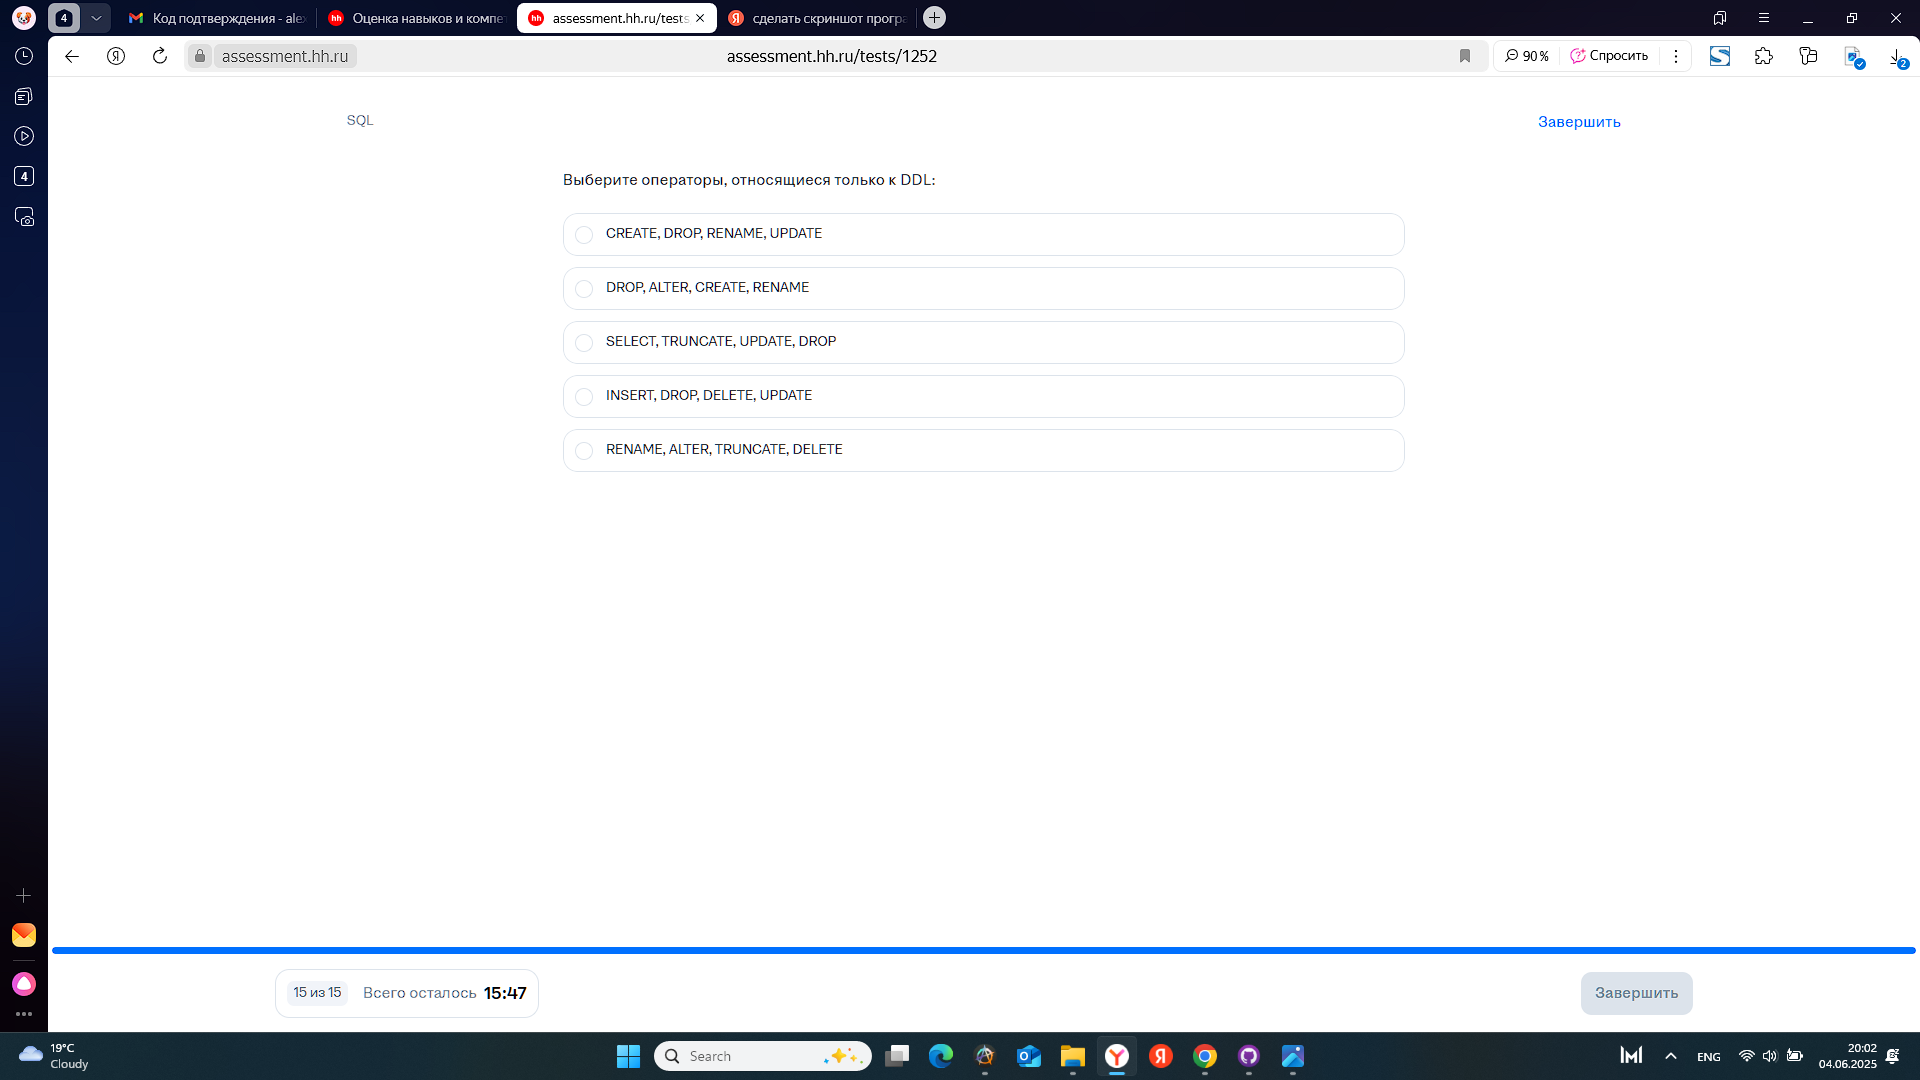 4
Код подтверждения - alex
Оценка навыков и компет
assessment.hh.ru/tests
сделать скриншот програ
assessment.hh.ru
assessment.hh.ru/tests/1252
90 %
Спросить
2
4
SQL
Завершить
Выберите операторы, относящиеся только к DDL:
CREATE, DROP, RENAME, UPDATE
DROP, ALTER, CREATE, RENAME
SELECT, TRUNCATE, UPDATE, DROP
INSERT, DROP, DELETE, UPDATE
RENAME, ALTER, TRUNCATE, DELETE
15 из 15
Всего осталось 15:47
Завершить
19°C
Cloudy
Search
ENG
20:02
04.06.2025